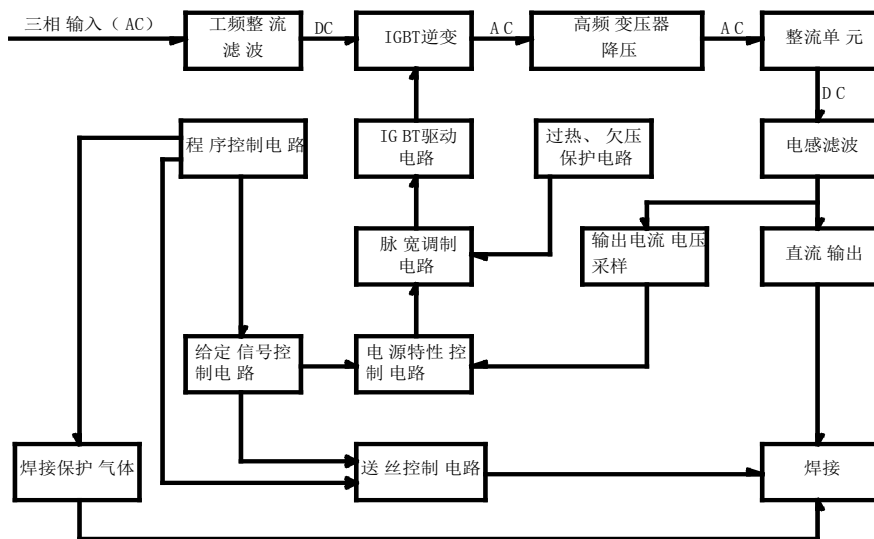 三相输入（AC）
工频整流
滤波
DC
IGBT逆变
AC
高频变压器
降压
AC
整流单元
DC
程序控制电路
IGBT驱动
电路
过热、欠压
保护电路
电感滤波
脉宽调制
电路
输出电流电压
采样
直流输出
给定信号控
制电路
电源特性控
制电路
焊接保护气体
送丝控制电路
焊接